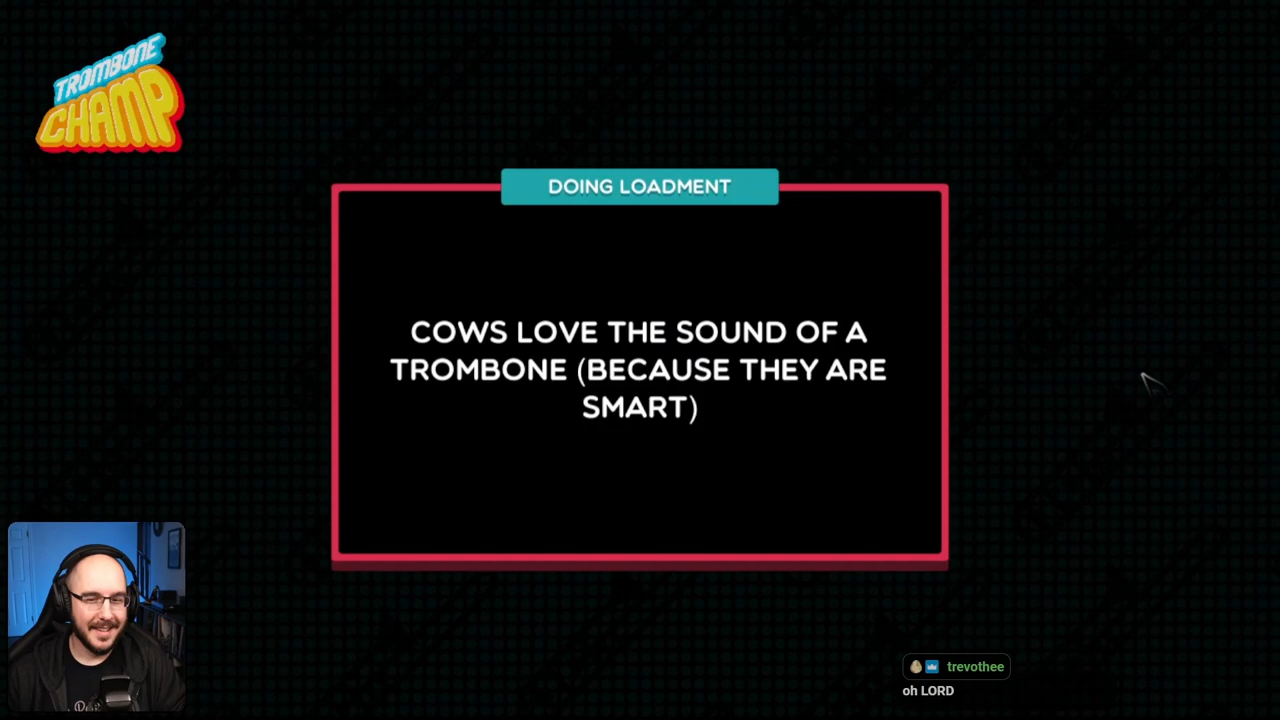 TROMBONE
CHAMP
DOING LOADMENT
COWS LOVE THE SOUND OF A
TROMBONE (BECAUSE THEY ARE
SMART)
trevothee
oh LORD